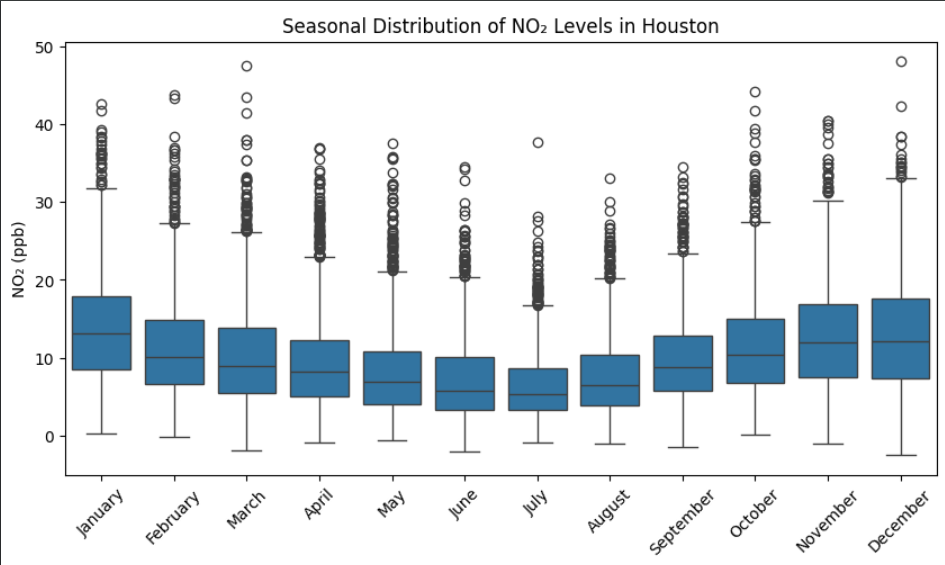 Seasonal Distribution of NO₂ Levels in Houston
NO₂ (ppb)
50
40
30
20
10
0
January
February
March
April
May
June
July
August
September
October
November
December